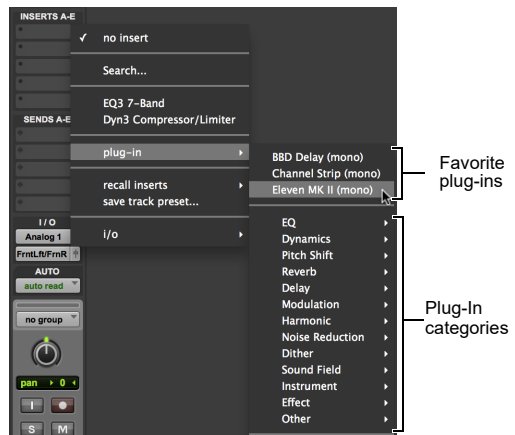 INSERTS A-E
✓ no insert
Search...
EQ3 7-Band
Dyn3 Compressor/Limiter
SENDS A-E
plug-in
recall inserts
save track preset...
i/o
BBD Delay (mono)
Channel Strip (mono)
Eleven MK II (mono)
EQ
Dynamics
Pitch Shift
Reverb
Delay
Modulation
Harmonic
Noise Reduction
Dither
Sound Field
Instrument
Effect
Other
Favorite
plug-ins
Plug-In
categories
I / O
Analog 1
FrntLft/FrnR
AUTO
auto read
no group
pan 0
I
S M